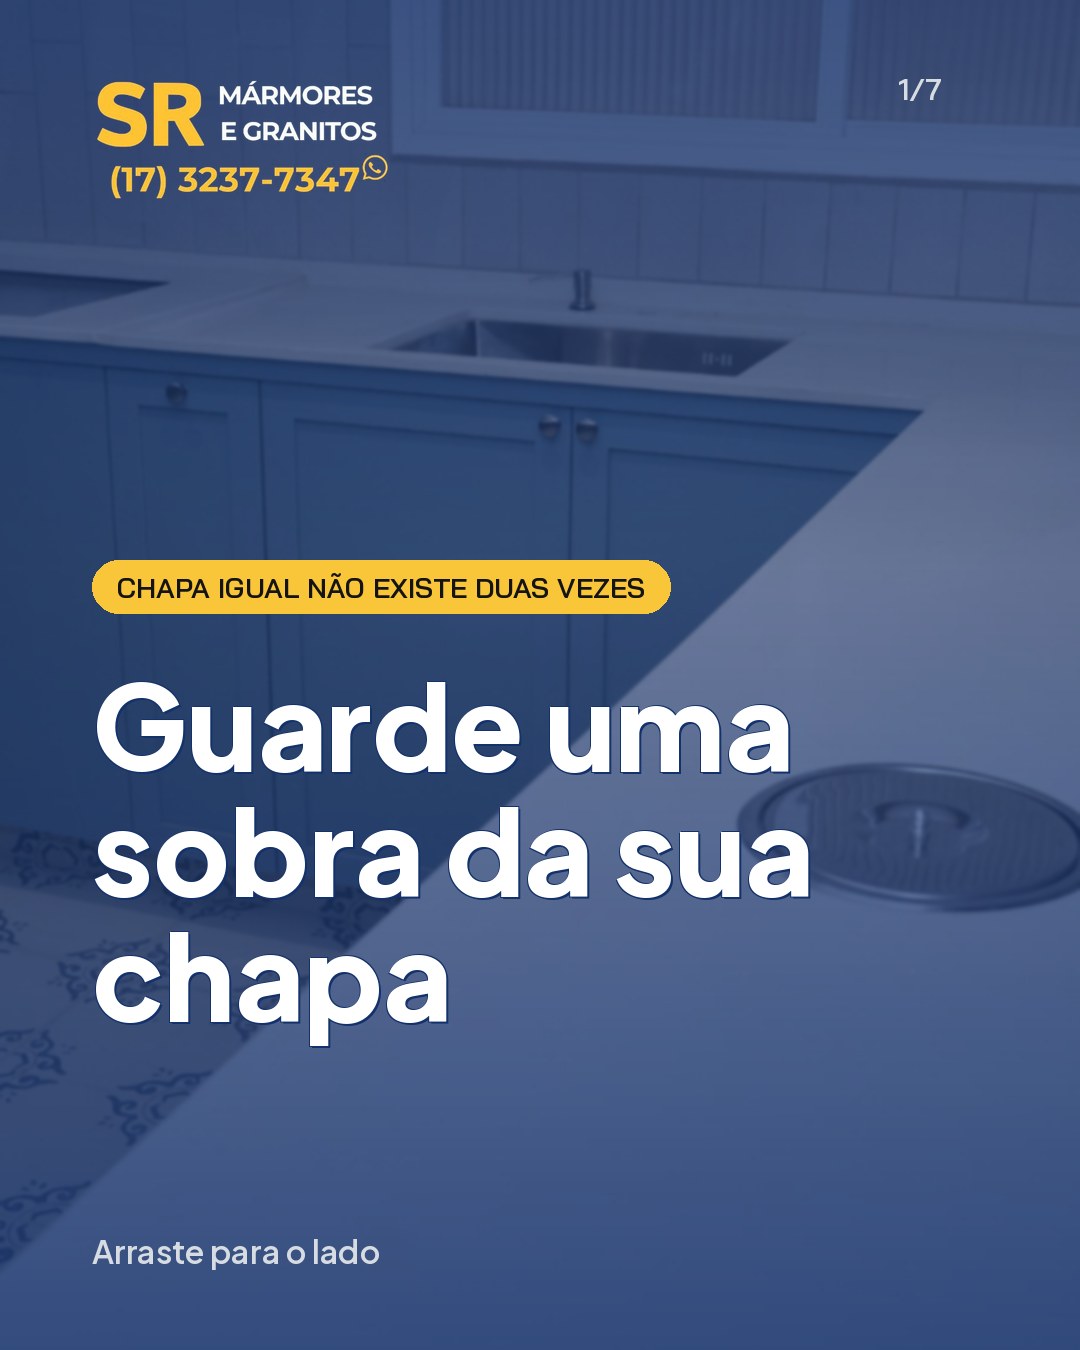 SR MÁRMORES
E GRANITOS
(17) 3237-7347
1/7
CHAPA IGUAL NÃO EXISTE DUAS VEZES
Guarde uma
sobra da sua
chapa
Arraste para o lado